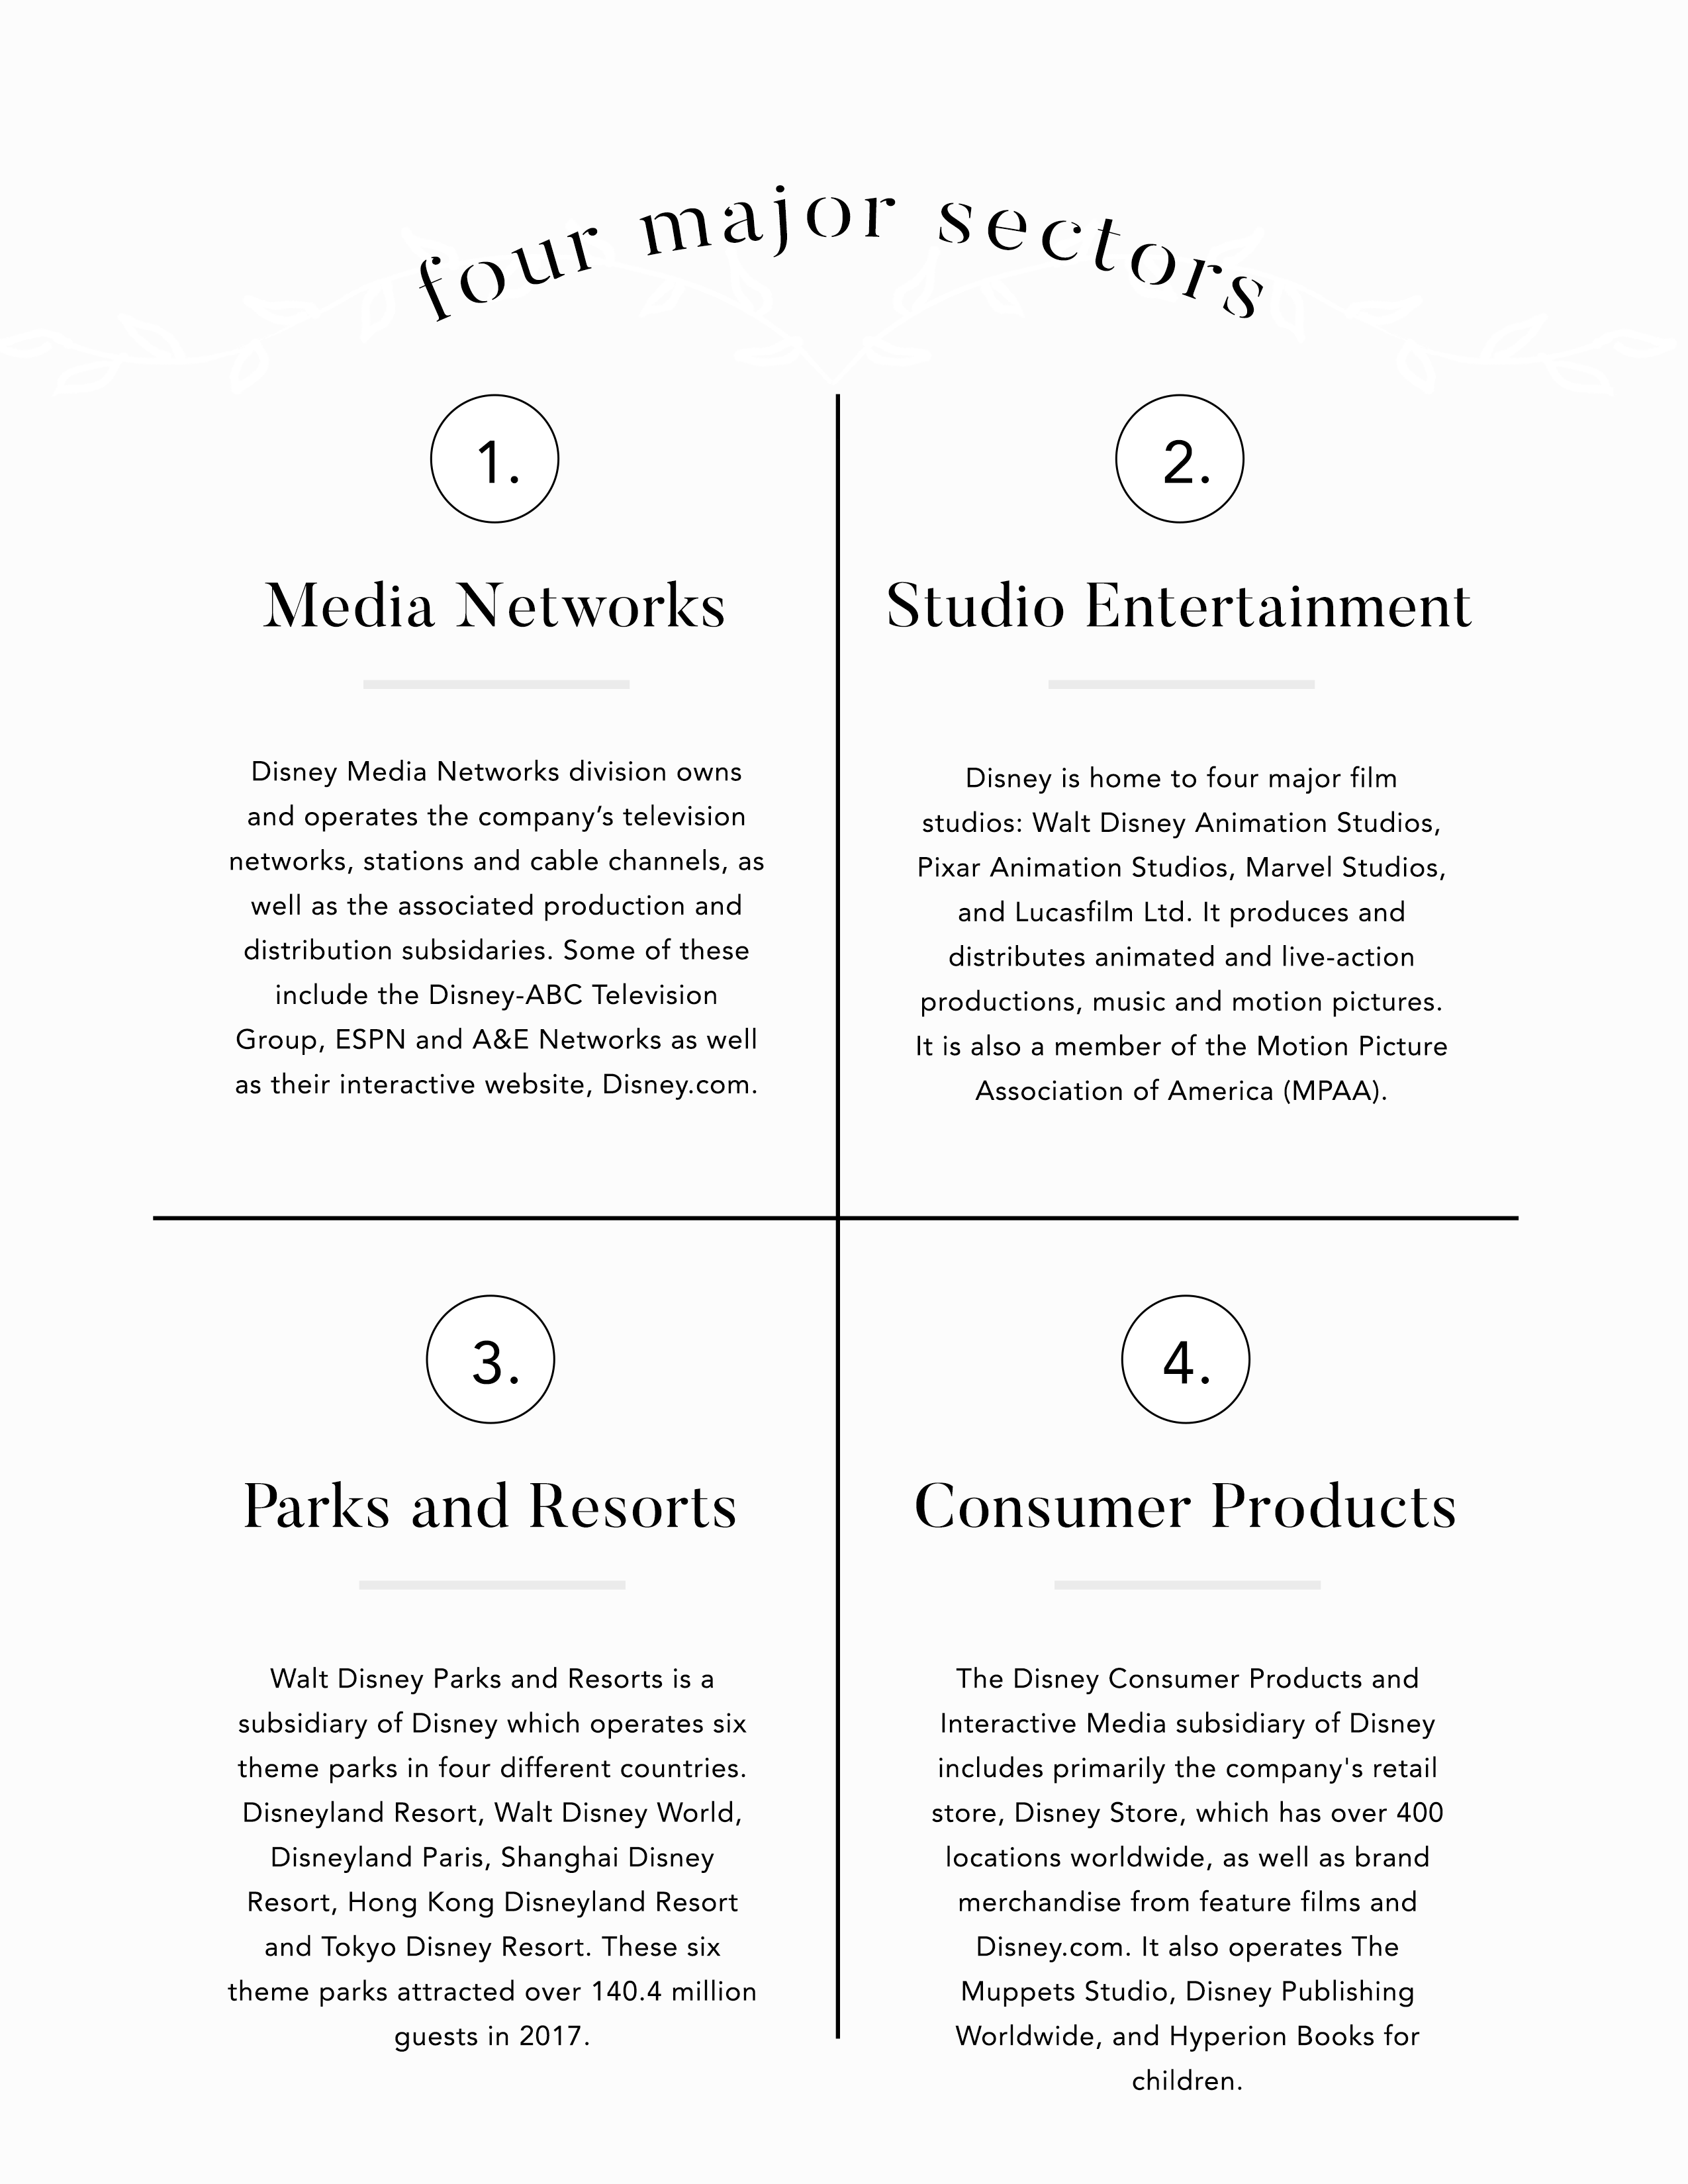 four major sectors
1.
Media Networks
Disney Media Networks division owns
and operates the company’s television
networks, stations and cable channels, as
well as the associated production and
distribution subsidaries. Some of these
include the Disney-ABC Television
Group, ESPN and A&E Networks as well
as their interactive website, Disney.com.
2.
Studio Entertainment
Disney is home to four major film
studios: Walt Disney Animation Studios,
Pixar Animation Studios, Marvel Studios,
and Lucasfilm Ltd. It produces and
distributes animated and live-action
productions, music and motion pictures.
It is also a member of the Motion Picture
Association of America (MPAA).
3.
Parks and Resorts
Walt Disney Parks and Resorts is a
subsidiary of Disney which operates six
theme parks in four different countries.
Disneyland Resort, Walt Disney World,
Disneyland Paris, Shanghai Disney
Resort, Hong Kong Disneyland Resort
and Tokyo Disney Resort. These six
theme parks attracted over 140.4 million
guests in 2017.
4.
Consumer Products
The Disney Consumer Products and
Interactive Media subsidiary of Disney
includes primarily the company's retail
store, Disney Store, which has over 400
locations worldwide, as well as brand
merchandise from feature films and
Disney.com. It also operates The
Muppets Studio, Disney Publishing
Worldwide, and Hyperion Books for
children.